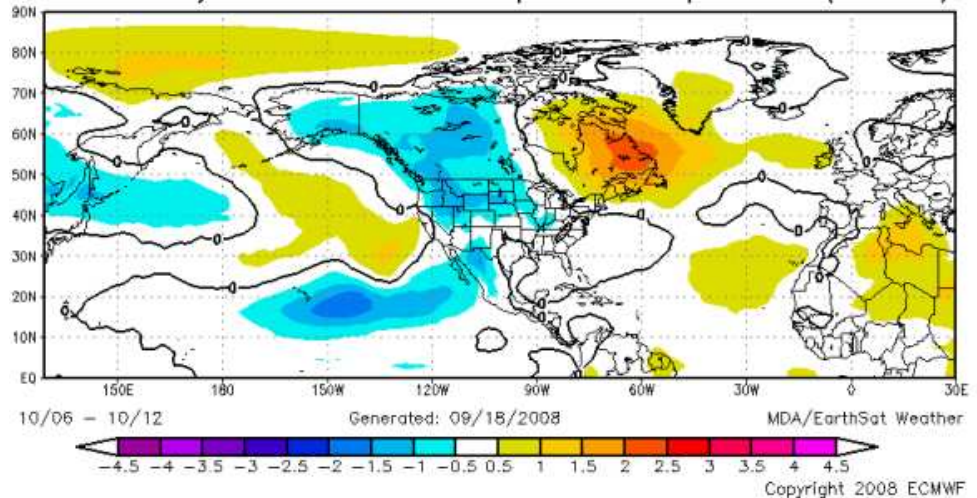 90N
80N
70N
60N
50N
40N
30N
20N
10N
EQ
150E 180 150W 120W 90W 60W 30W 0 30E
10/06 – 10/12 Generated: 09/18/2008 MDA/EarthSat Weather
-4.5 -4 -3.5 -3 -2.5 -2 -1.5 -1 -0.5 0.5 1 1.5 2 2.5 3 3.5 4 4.5
Copyright 2008 ECMWF